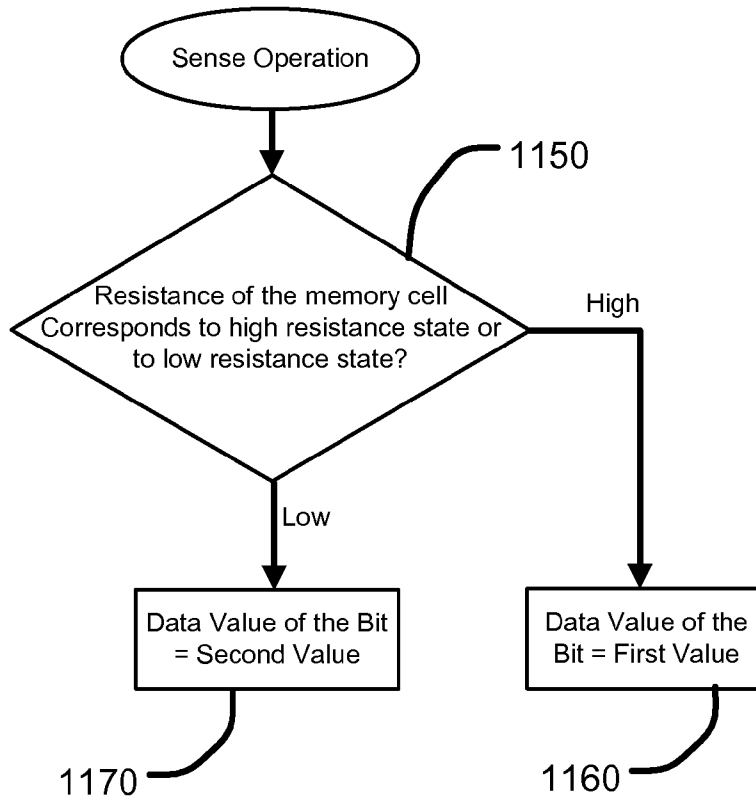 Sense Operation
1150
Resistance of the memory cell
Corresponds to high resistance state or
to low resistance state?
High
Low
Data Value of the Bit
= Second Value
Data Value of the
Bit = First Value
1170
1160